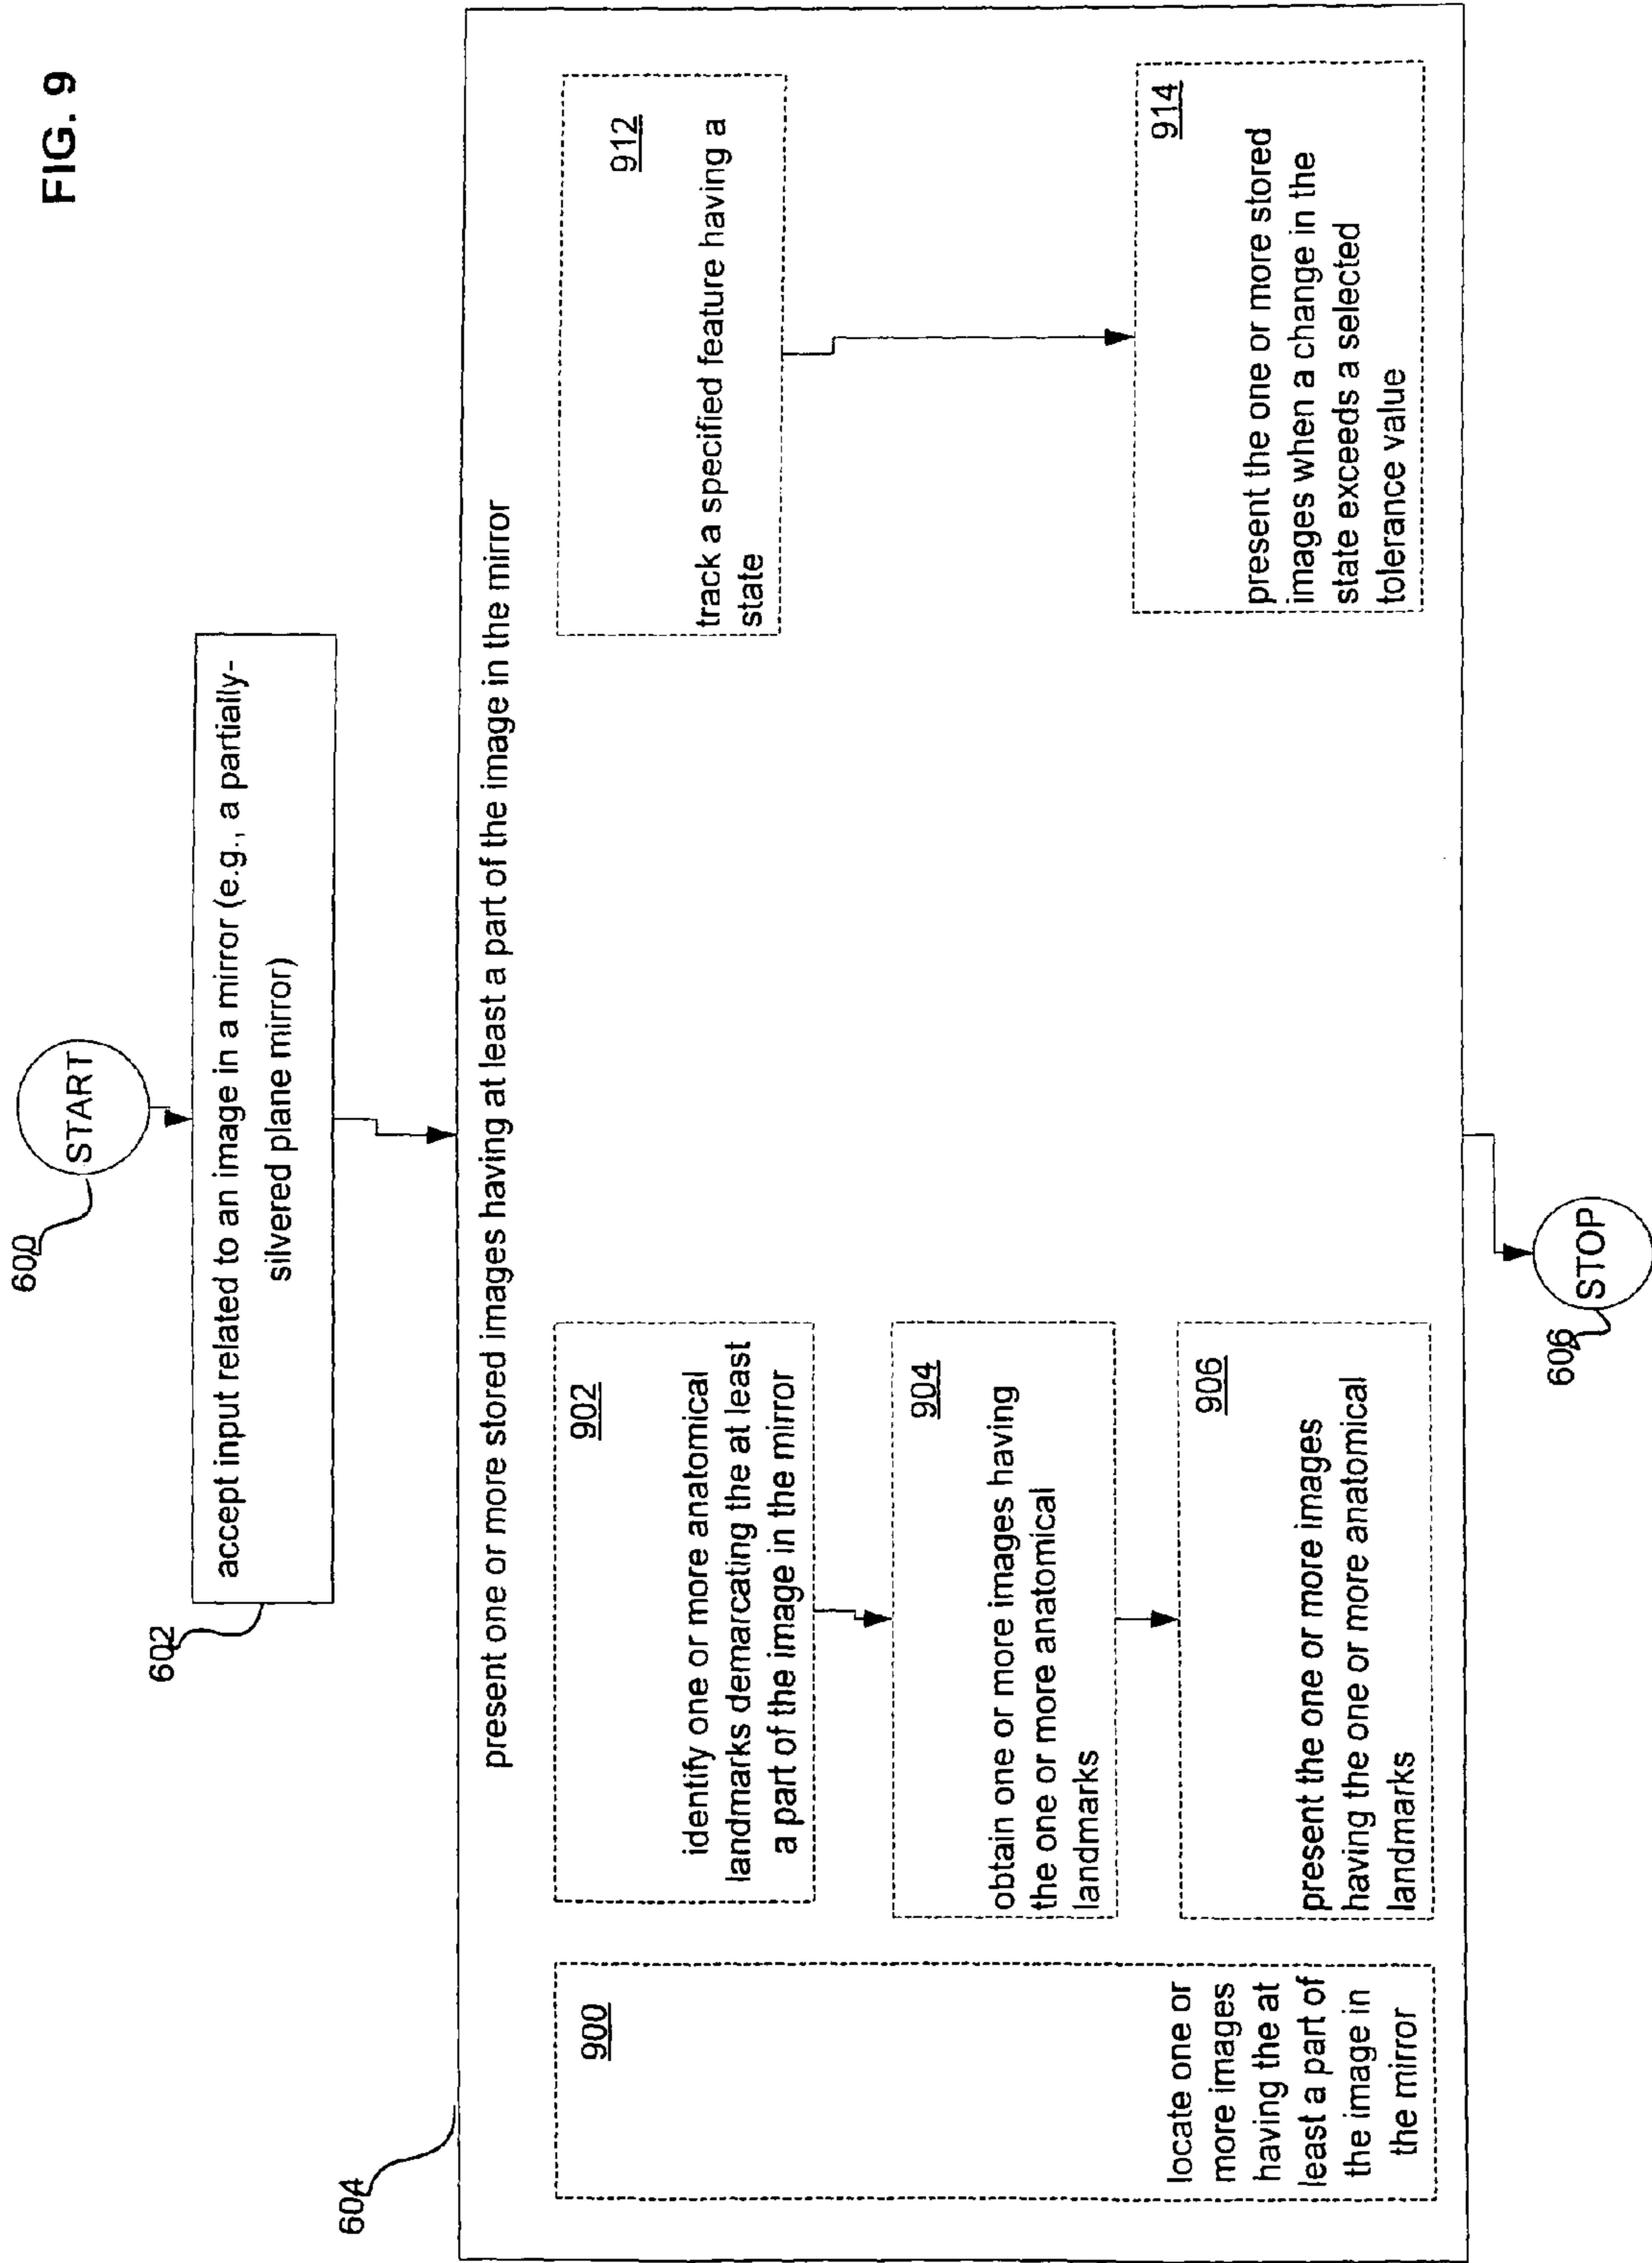 FIG. 9
600
START
602
accept input related to an image in a mirror (e.g., a partially-
silvered plane mirror)
604
present one or more stored images having at least a part of the image in the mirror
900
locate one or
more images
having the at
least a part of
the image in
the mirror
902
identify one or more anatomical
landmarks demarcating the at least
a part of the image in the mirror
904
obtain one or more images having
the one or more anatomical
landmarks
906
present the one or more images
having the one or more anatomical
landmarks
912
track a specified feature having a
state
914
present the one or more stored
images when a change in the
state exceeds a selected
tolerance value
606
STOP